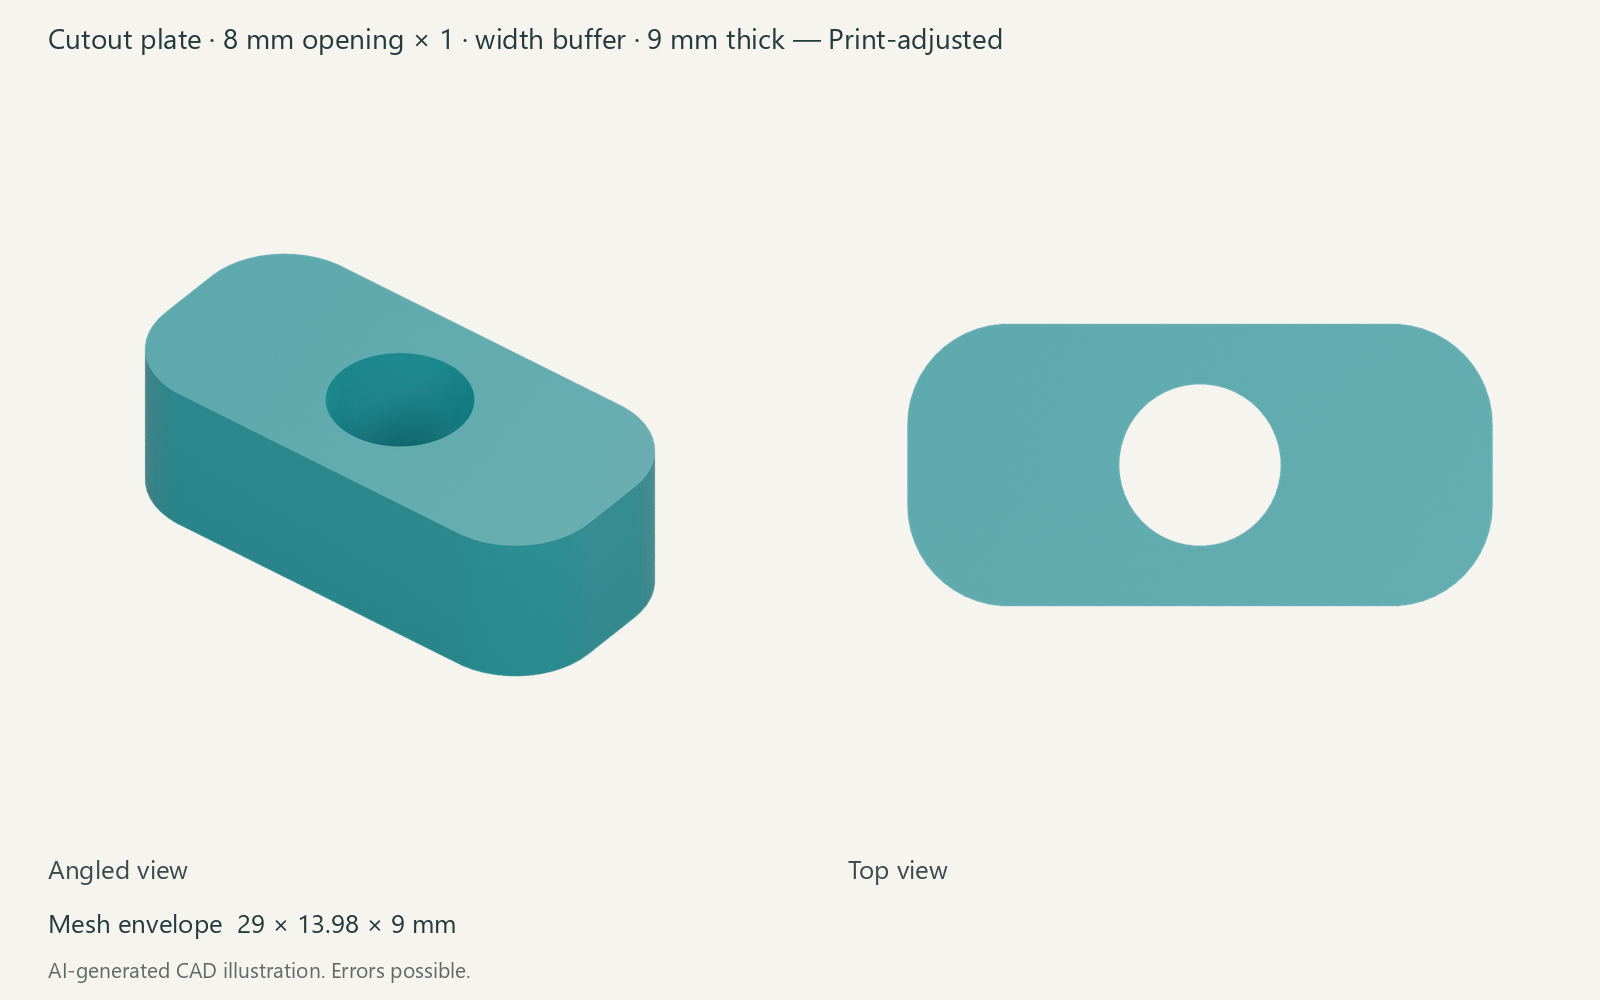 Cutout plate · 8 mm opening × 1 · width buffer · 9 mm thick — Print-adjusted
Angled view
Top view
Mesh envelope 29 × 13.98 × 9 mm
AI-generated CAD illustration. Errors possible.